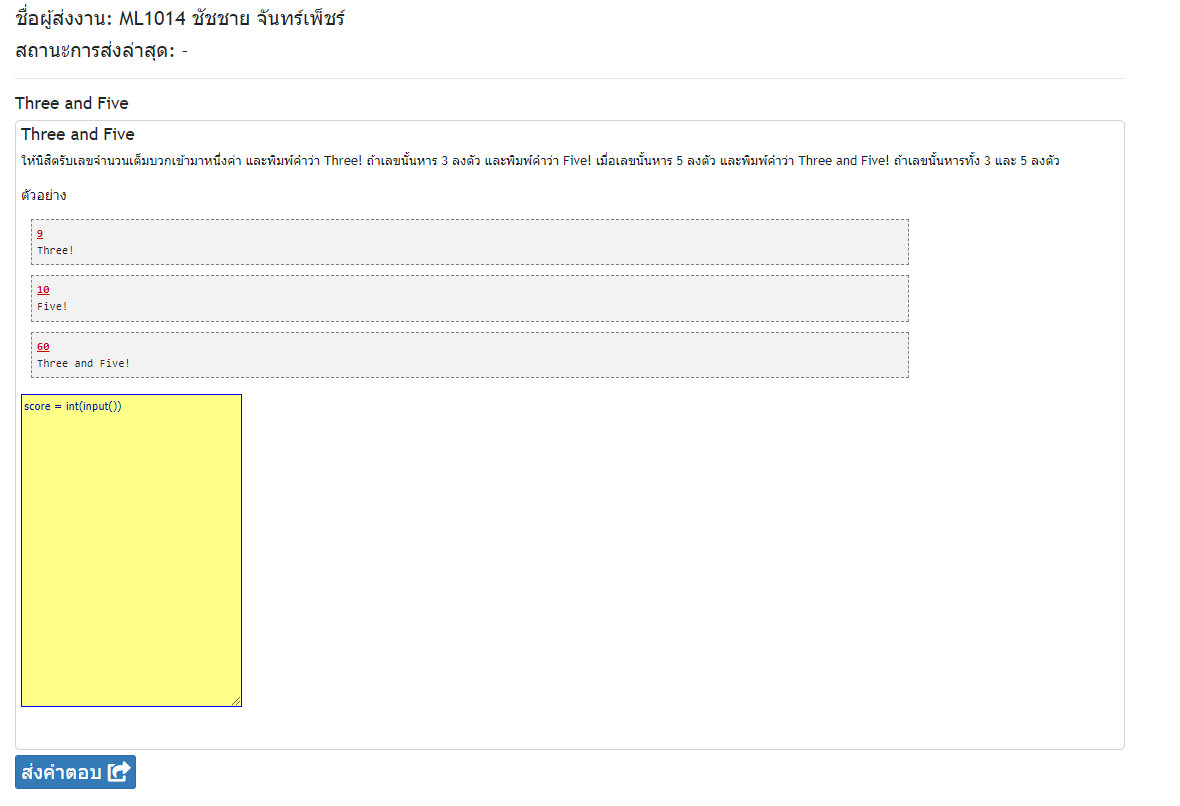 ชื่อผู้ส่งงาน: ML1014 ชัชชาย จันทร์เพ็ชร์
สถานะการส่งล่าสุด: -
Three and Five
Three and Five
ให้นิสิตรับเลขจำนวนเต็มบวกเข้ามาหนึ่งค่า และพิมพ์คำว่า Three! ถ้าเลขนั้นหาร 3 ลงตัว และพิมพ์คำว่า Five! เมื่อเลขนั้นหาร 5 ลงตัว และพิมพ์คำว่า Three and Five! ถ้าเลขนั้นหารทั้ง 3 และ 5 ลงตัว
ตัวอย่าง
9
Three!
10
Five!
60
Three and Five!
score = int(input())
ส่งคำตอบ